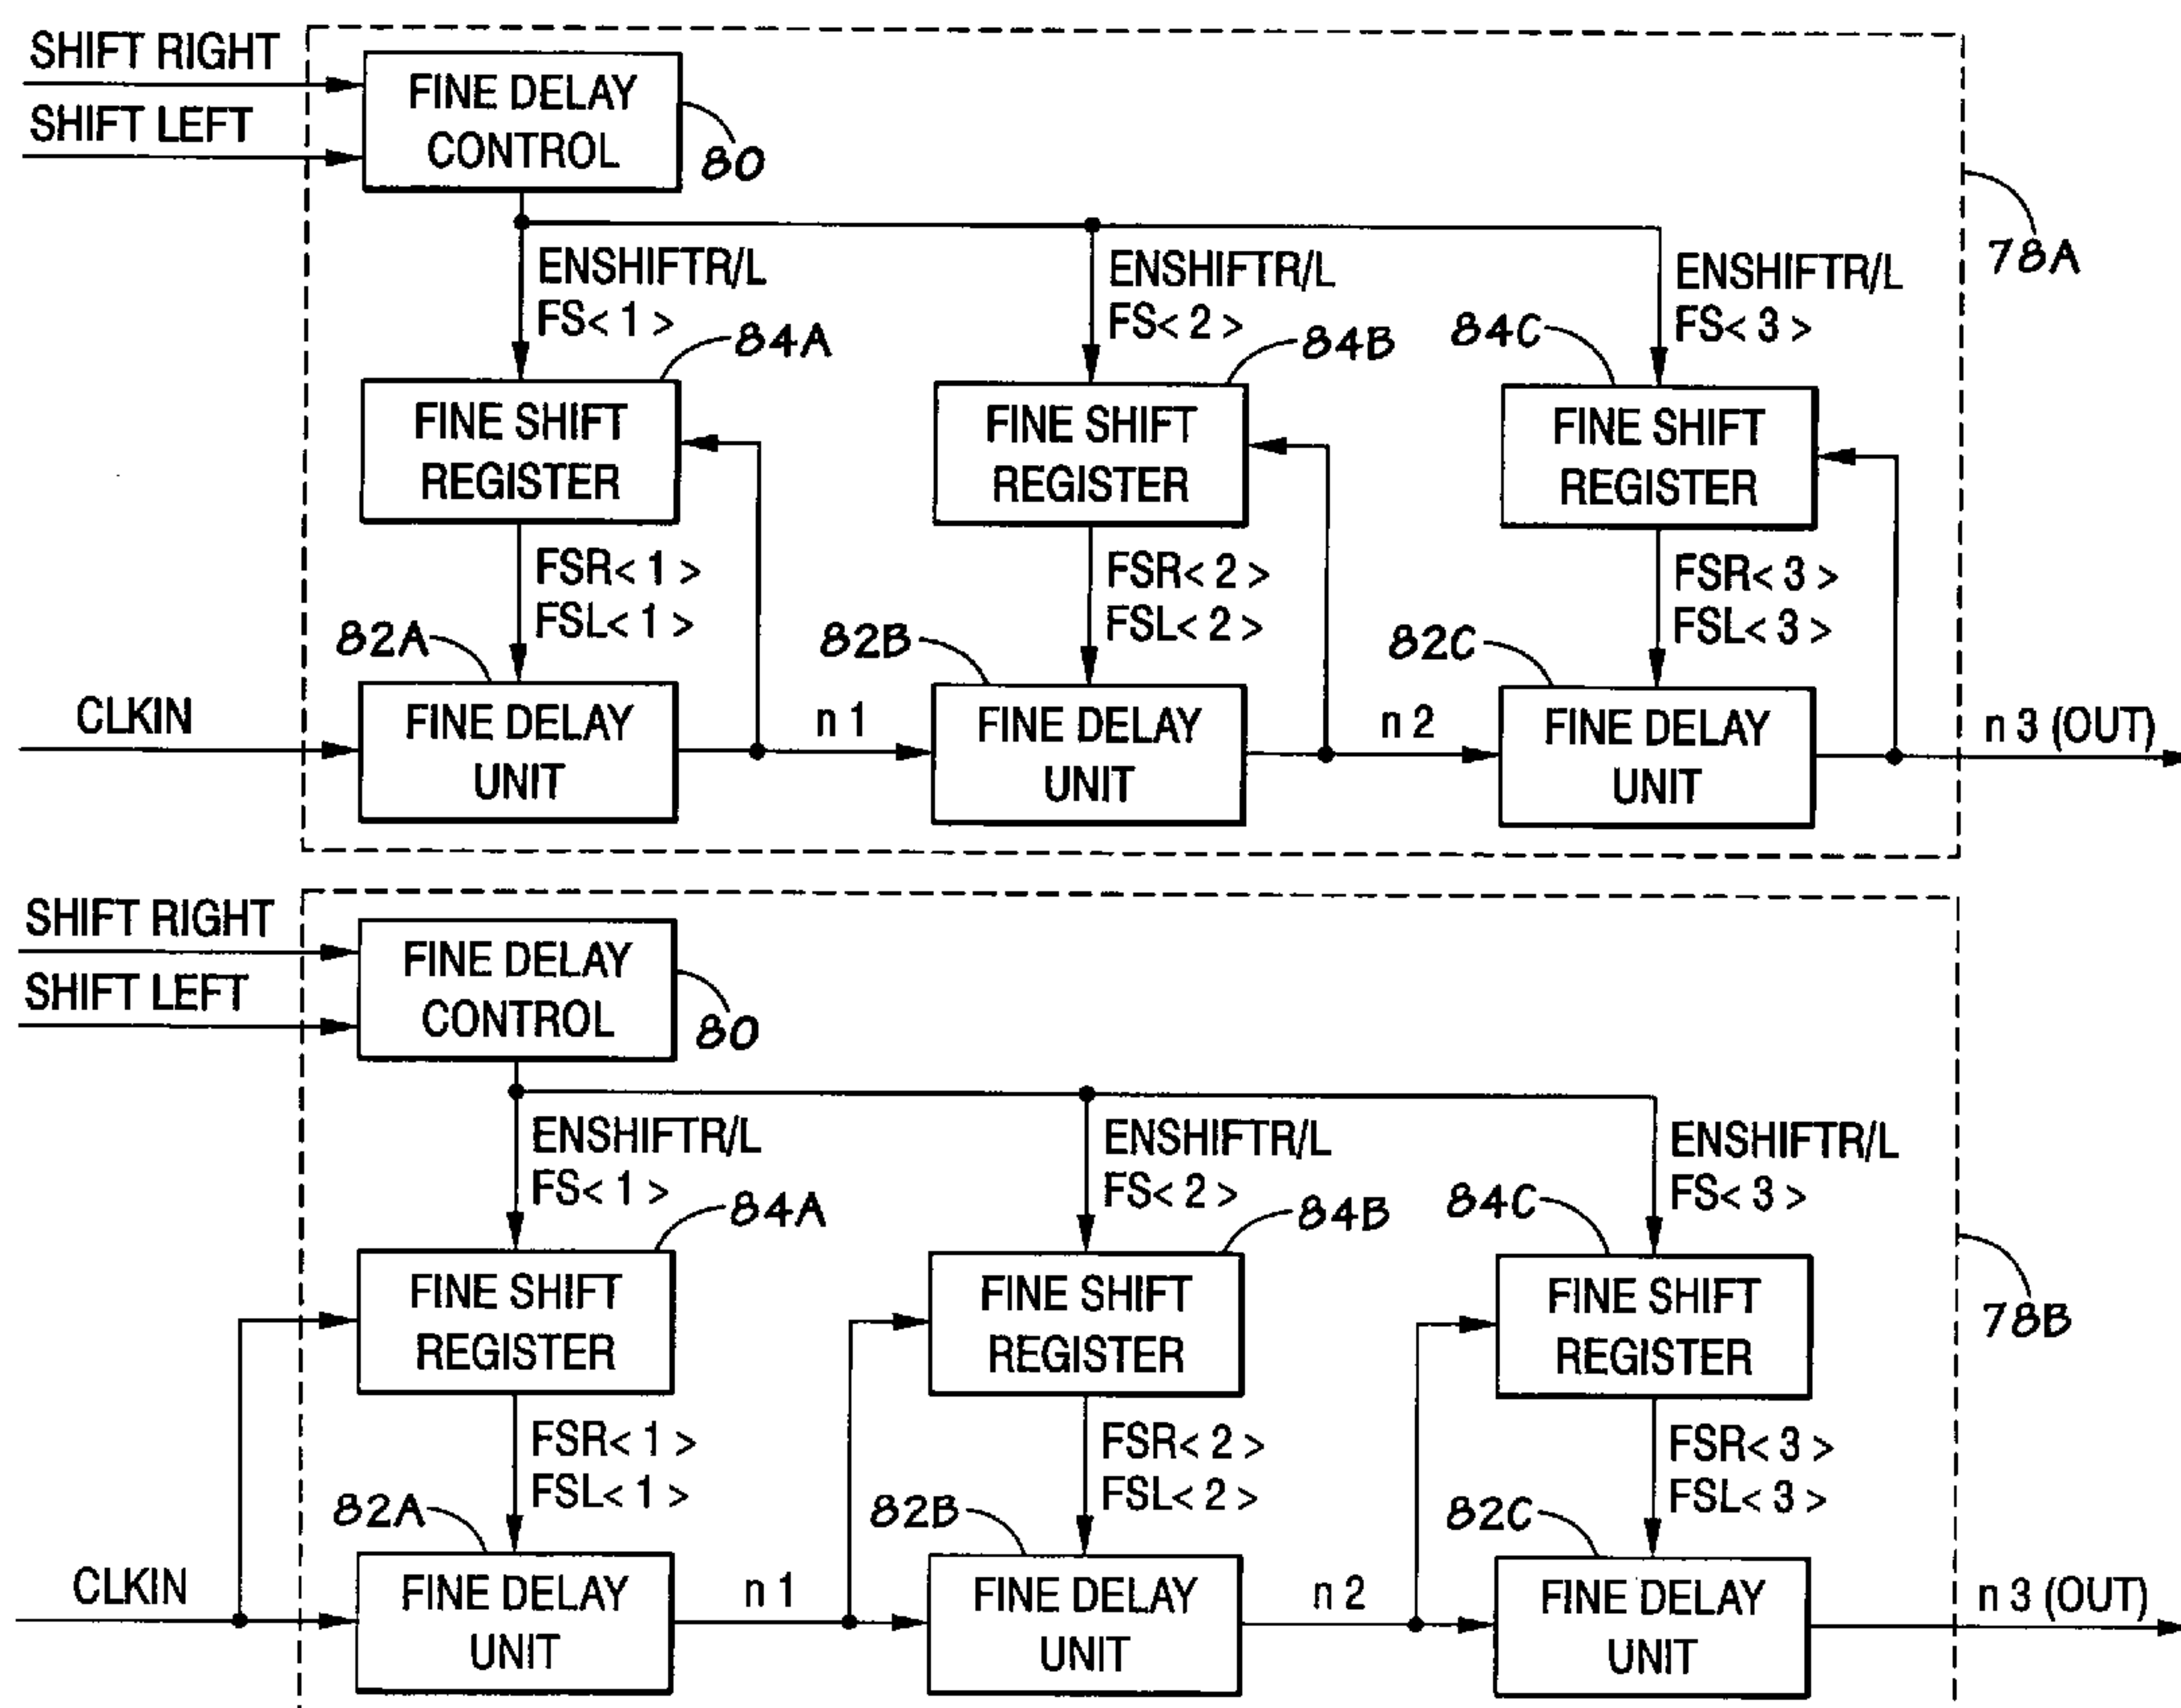 SHIFT RIGHT
SHIFT LEFT
FINE DELAY
CONTROL
80
78A
ENSHIFTR/L
FS< 1 >
ENSHIFTR/L
FS< 2 >
ENSHIFTR/L
FS< 3 >
84A
84B
84C
FINE SHIFT
REGISTER
FINE SHIFT
REGISTER
FINE SHIFT
REGISTER
FSR< 1 >
FSL< 1 >
FSR< 2 >
FSL< 2 >
FSR< 3 >
FSL< 3 >
82A
82B
82C
CLKIN
FINE DELAY
UNIT
n 1
FINE DELAY
UNIT
n 2
FINE DELAY
UNIT
n 3 (OUT)
SHIFT RIGHT
SHIFT LEFT
FINE DELAY
CONTROL
80
ENSHIFTR/L
FS< 1 >
ENSHIFTR/L
FS< 2 >
ENSHIFTR/L
FS< 3 >
84A
84B
84C
FINE SHIFT
REGISTER
FINE SHIFT
REGISTER
FINE SHIFT
REGISTER
78B
FSR< 1 >
FSL< 1 >
FSR< 2 >
FSL< 2 >
FSR< 3 >
FSL< 3 >
82A
82B
82C
CLKIN
FINE DELAY
UNIT
n 1
FINE DELAY
UNIT
n 2
FINE DELAY
UNIT
n 3 (OUT)